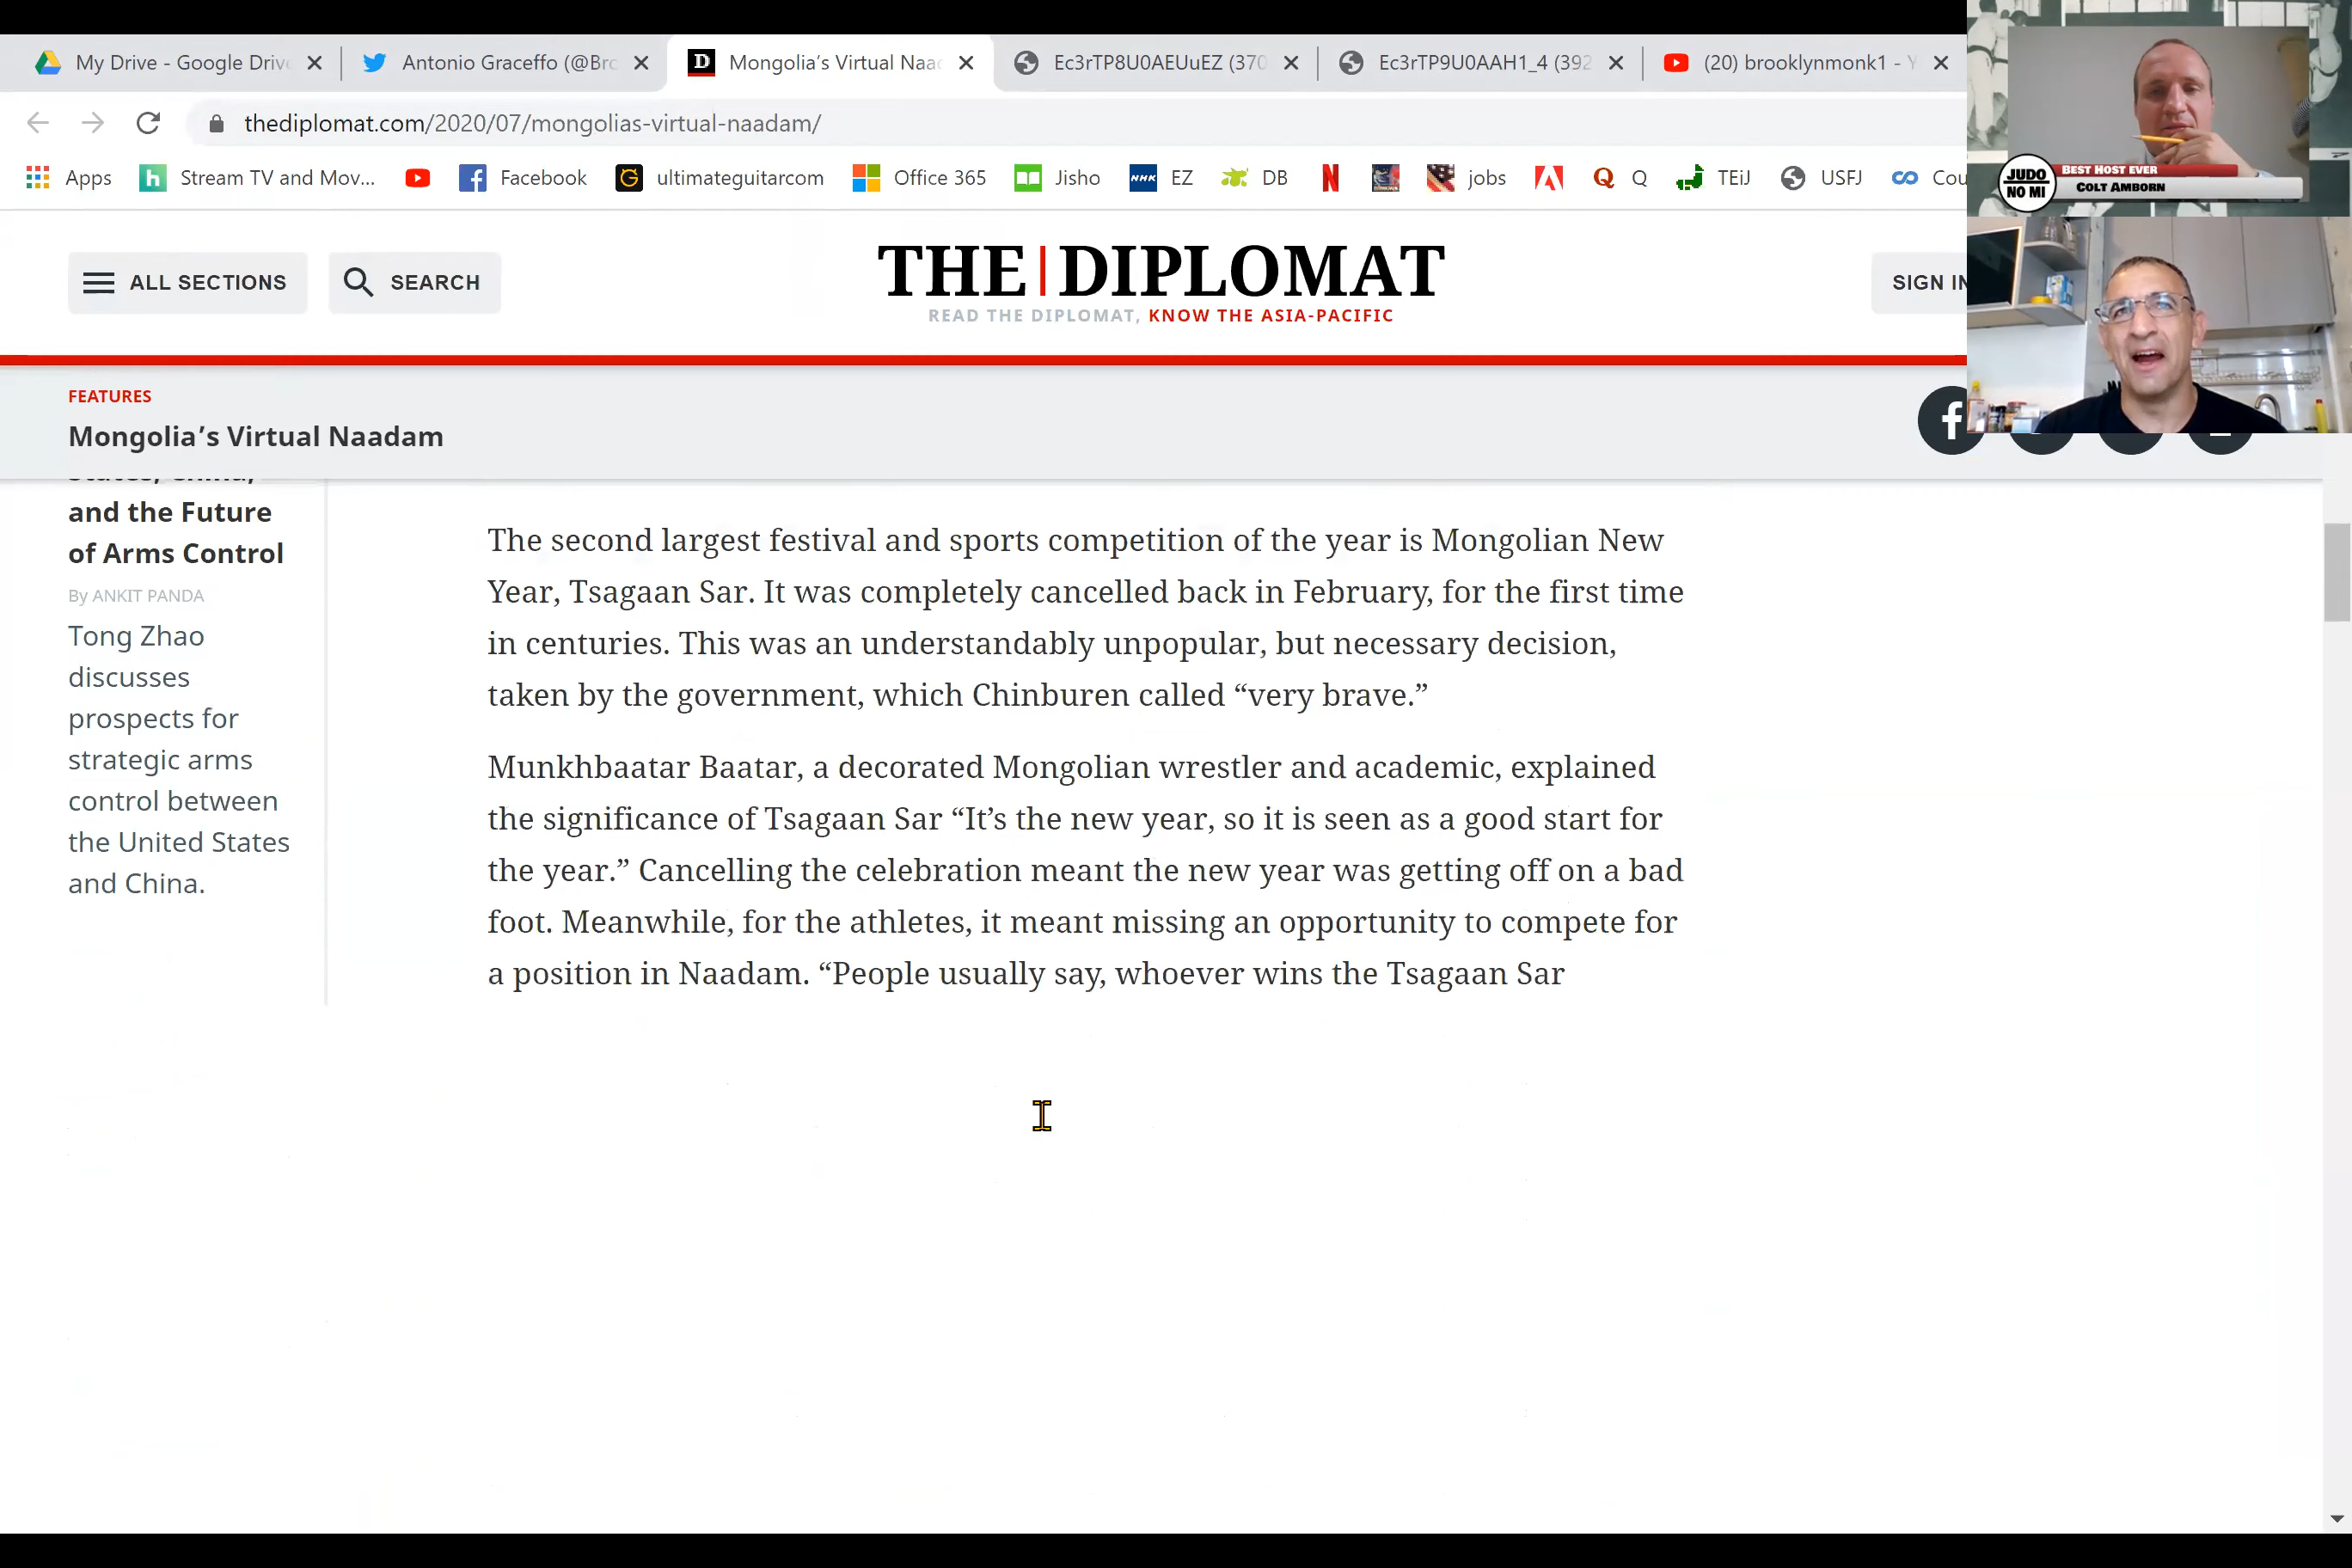 My Drive - Google Driv
Antonio Graceffo (@Bro
Mongolia's Virtual Naad
Ec3rTP8U0AEUuEZ (370
Ec3rTP9U0AAH1_4 (392
(20) brooklynmonk1 - Y
thediplomat.com/2020/07/mongolias-virtual-naadam/
Apps
Stream TV and Mov...
Facebook
ultimateguitarcom
Office 365
Jisho
NHK
EZ
DB
jobs
Q
TEiJ
USFJ
Cou
JUDO
NO MI
BEST HOST EVER
COLT AMBORN
ALL SECTIONS
SEARCH
THE DIPLOMAT
READ THE DIPLOMAT, KNOW THE ASIA-PACIFIC
SIGN IN
FEATURES
Mongolia's Virtual Naadam
States, China,
and the Future
of Arms Control
By ANKIT PANDA
Tong Zhao
discusses
prospects for
strategic arms
control between
the United States
and China.
The second largest festival and sports competition of the year is Mongolian New
Year, Tsagaan Sar. It was completely cancelled back in February, for the first time
in centuries. This was an understandably unpopular, but necessary decision,
taken by the government, which Chinburen called “very brave.”
Munkhbaatar Baatar, a decorated Mongolian wrestler and academic, explained
the significance of Tsagaan Sar “It’s the new year, so it is seen as a good start for
the year.” Cancelling the celebration meant the new year was getting off on a bad
foot. Meanwhile, for the athletes, it meant missing an opportunity to compete for
a position in Naadam. “People usually say, whoever wins the Tsagaan Sar